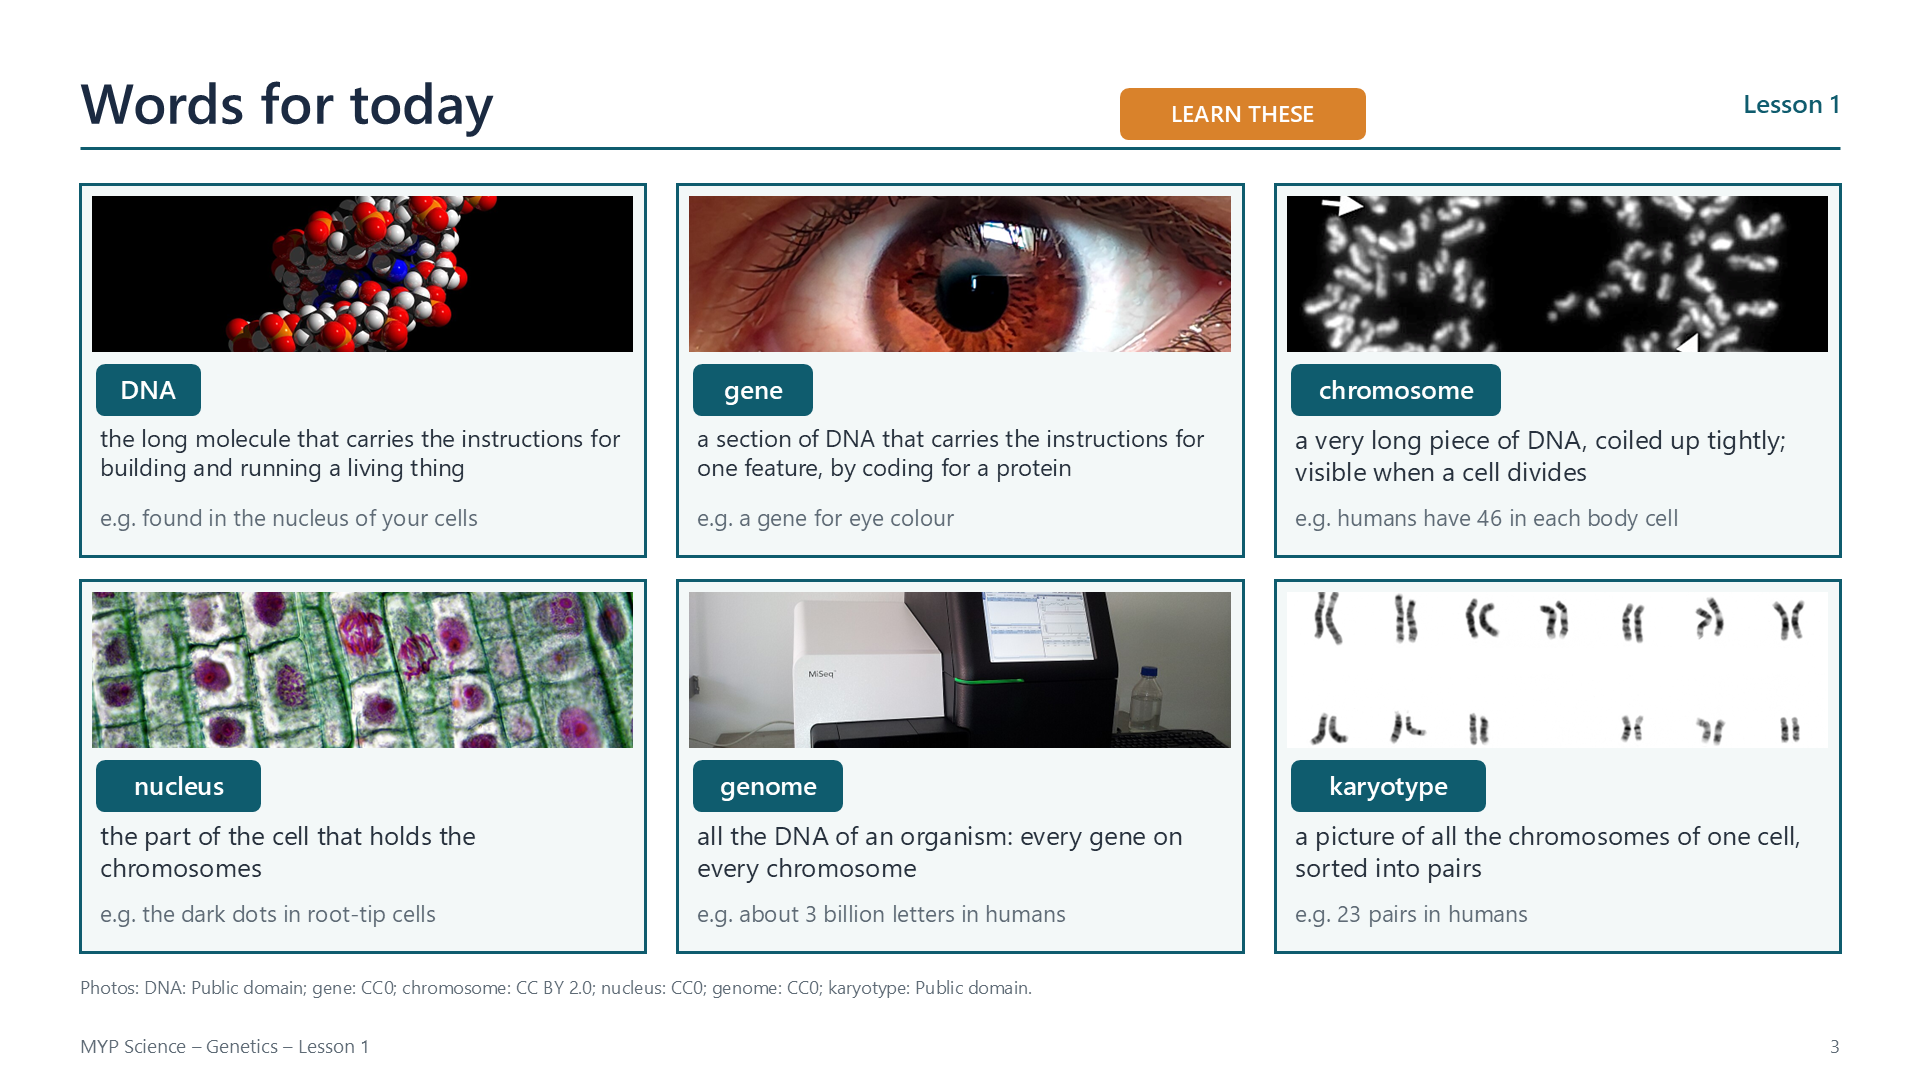 Words for today
LEARN THESE
Lesson 1
DNA
the long molecule that carries the instructions for
building and running a living thing
e.g. found in the nucleus of your cells
gene
a section of DNA that carries the instructions for
one feature, by coding for a protein
e.g. a gene for eye colour
chromosome
a very long piece of DNA, coiled up tightly;
visible when a cell divides
e.g. humans have 46 in each body cell
nucleus
the part of the cell that holds the
chromosomes
e.g. the dark dots in root-tip cells
MiSeq
genome
all the DNA of an organism: every gene on
every chromosome
e.g. about 3 billion letters in humans
karyotype
a picture of all the chromosomes of one cell,
sorted into pairs
e.g. 23 pairs in humans
Photos: DNA: Public domain; gene: CC0; chromosome: CC BY 2.0; nucleus: CC0; genome: CC0; karyotype: Public domain.
MYP Science – Genetics – Lesson 1
3